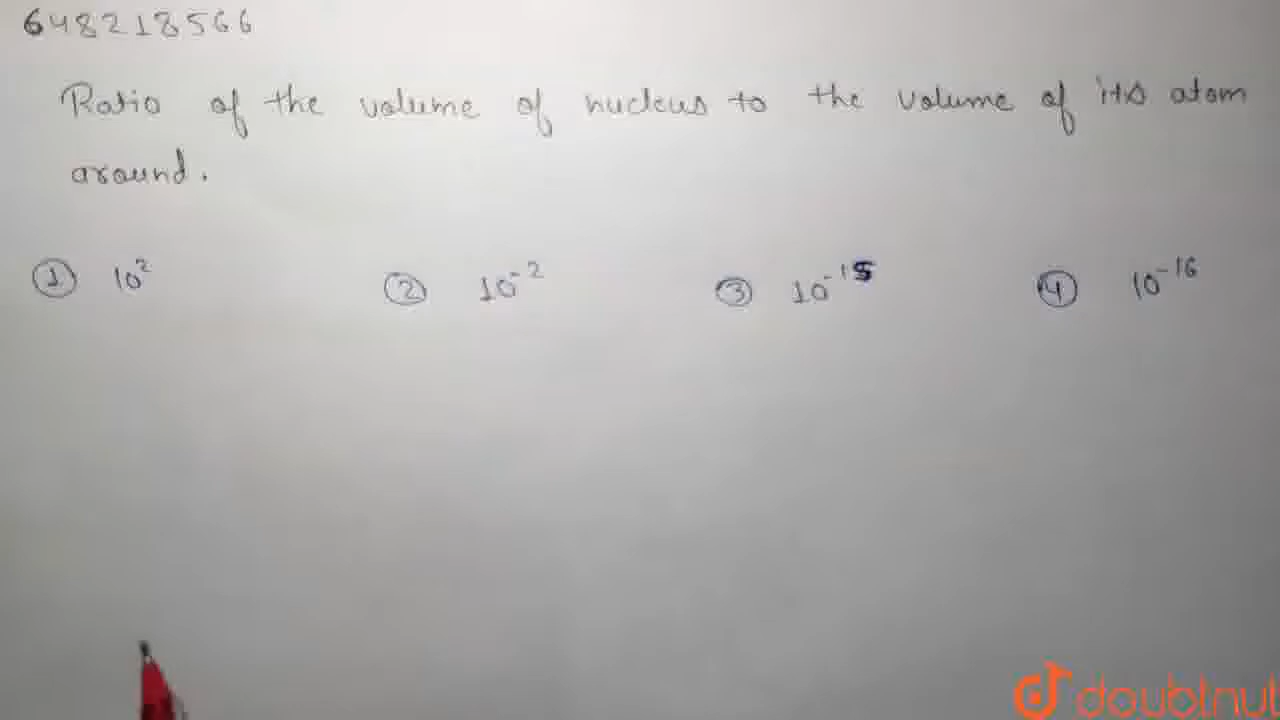 648218566
Ratio of the volume of nucleus to the volume of its atom
around.
① 10² ② 10⁻² ③ 10⁻¹⁵ ④ 10⁻¹⁶
doubtnut